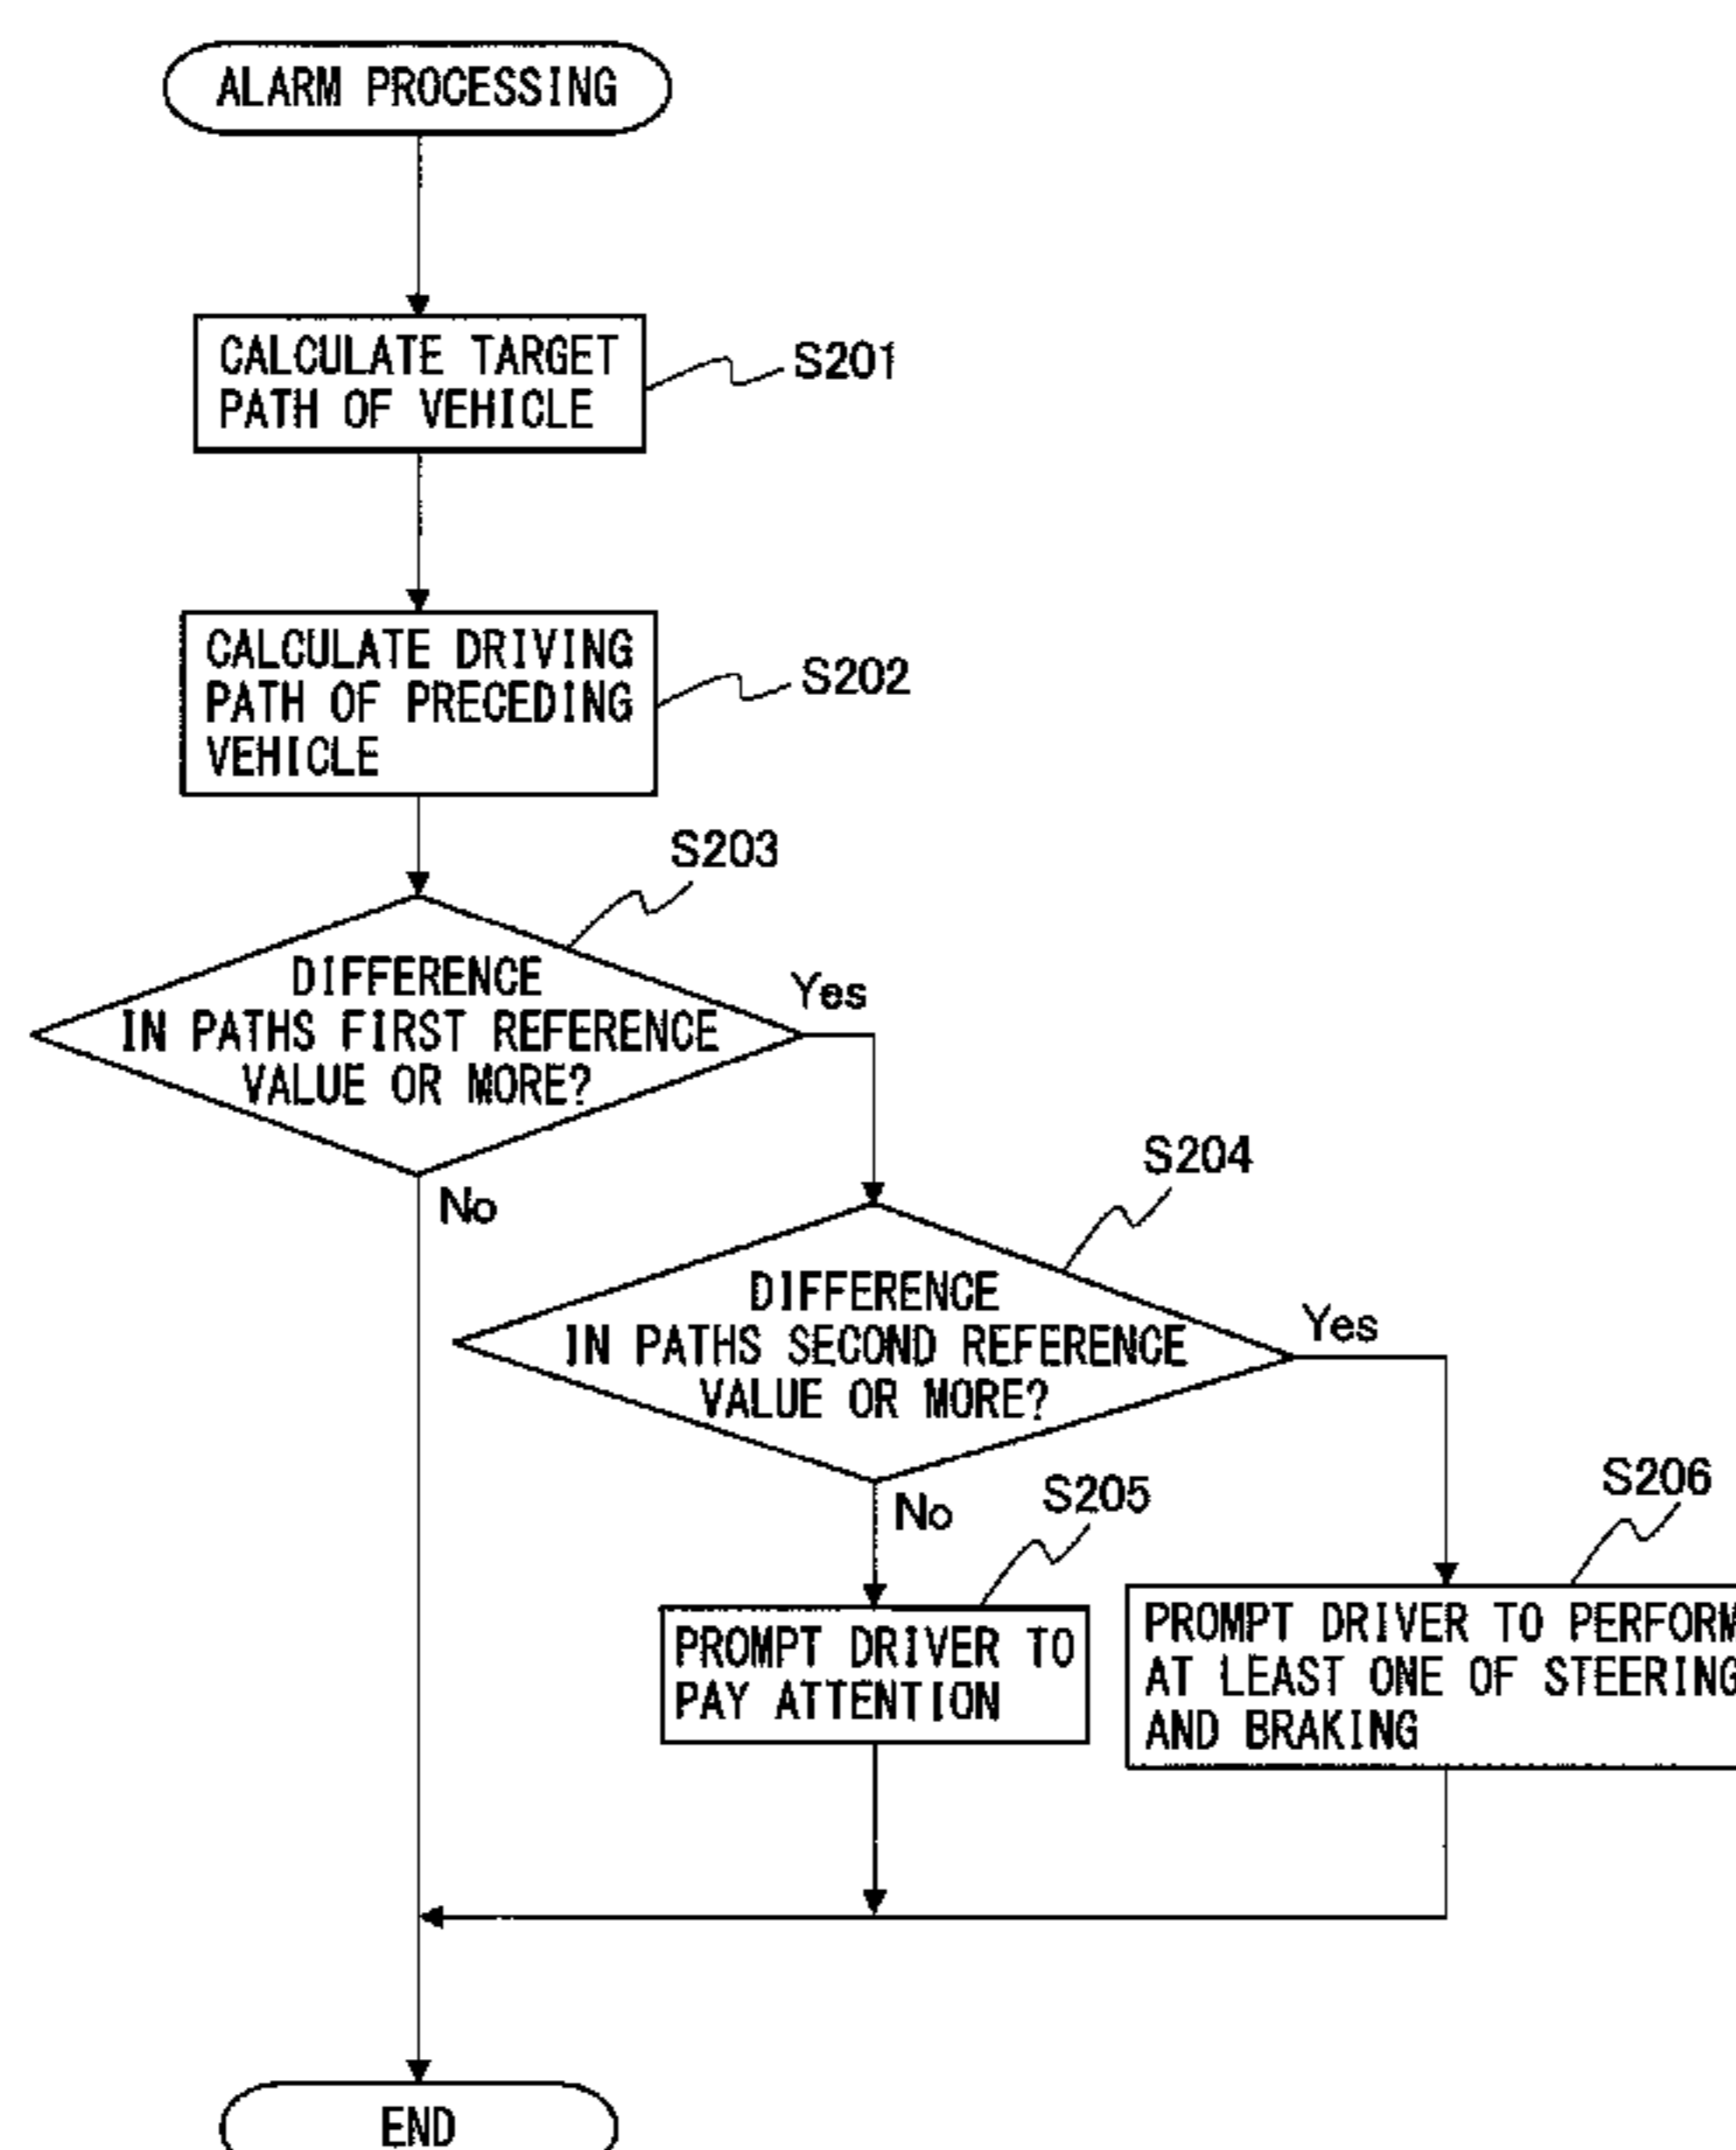 ALARM PROCESSING
CALCULATE TARGET
PATH OF VEHICLE
S201
CALCULATE DRIVING
PATH OF PRECEDING
VEHICLE
S202
S203
DIFFERENCE
IN PATHS FIRST REFERENCE
VALUE OR MORE?
Yes
No
S204
DIFFERENCE
IN PATHS SECOND REFERENCE
VALUE OR MORE?
Yes
No
S205
PROMPT DRIVER TO
PAY ATTENTION
S206
PROMPT DRIVER TO PERFORM
AT LEAST ONE OF STEERING
AND BRAKING
END